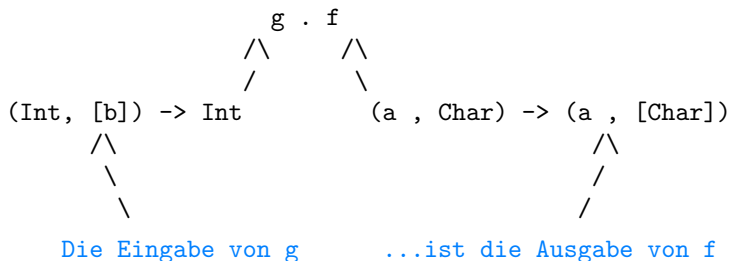 g . f
/\ /\
/ \
(Int, [b]) -> Int (a , Char) -> (a , [Char])
/\ /\
\ /
\ /
Die Eingabe von g ...ist die Ausgabe von f